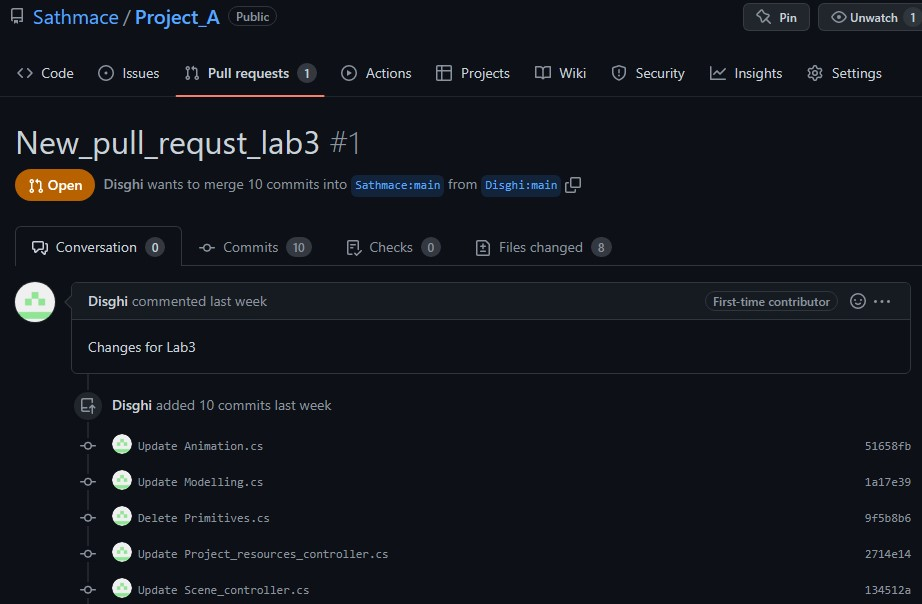 Sathmace / Project_A Public Pin Unwatch 1
Code Issues Pull requests 1 Actions Projects Wiki Security Insights Settings
New_pull_requst_lab3 #1
Open Disghi wants to merge 10 commits into Sathmace:main from Disghi:main
Conversation 0 Commits 10 Checks 0 Files changed 8
Disghi commented last week First-time contributor
Changes for Lab3
Disghi added 10 commits last week
Update Animation.cs 51658fb
Update Modelling.cs 1a17e39
Delete Primitives.cs 9f5b8b6
Update Project_resources_controller.cs 2714e14
Update Scene_controller.cs 134512a